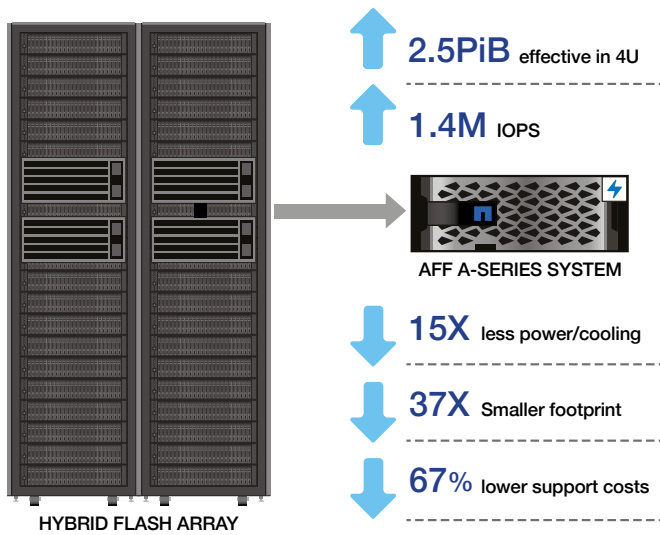 2.5PiB effective in 4U
1.4M IOPS
AFF A-SERIES SYSTEM
15X less power/cooling
37X Smaller footprint
67% lower support costs
HYBRID FLASH ARRAY